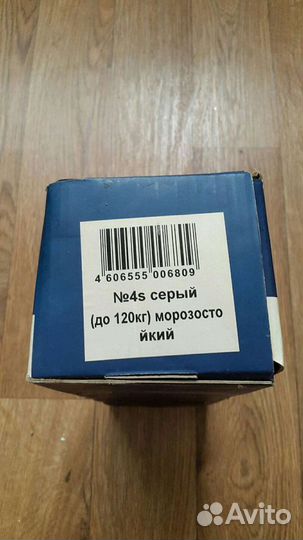 4 606555 006809
№4s серый
(до 120кг) морозосто
йкий
Avito